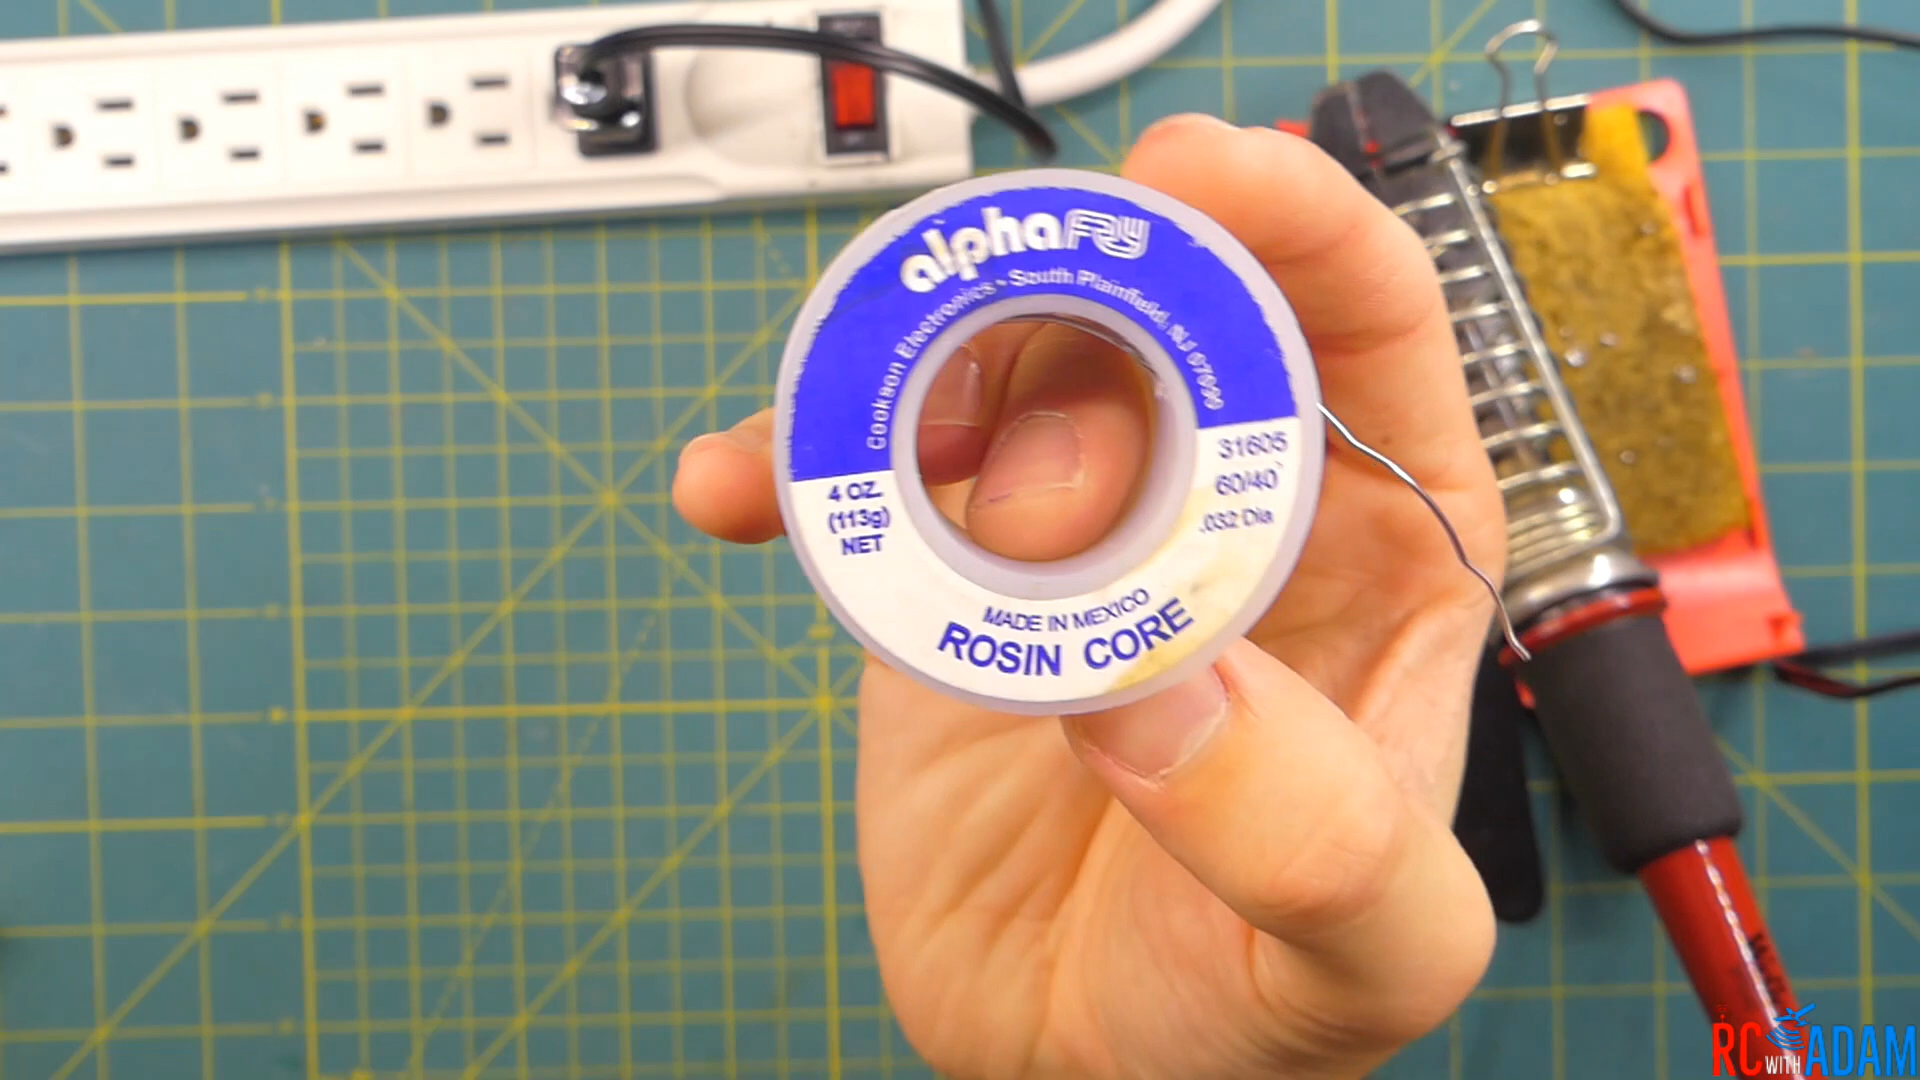 alphaFry
Cookson Electronics • South Plainfield, NJ
4 OZ.
(113g)
NET
31605
60/40
.032 Dia
MADE IN MEXICO
ROSIN CORE
RC WITH ADAM